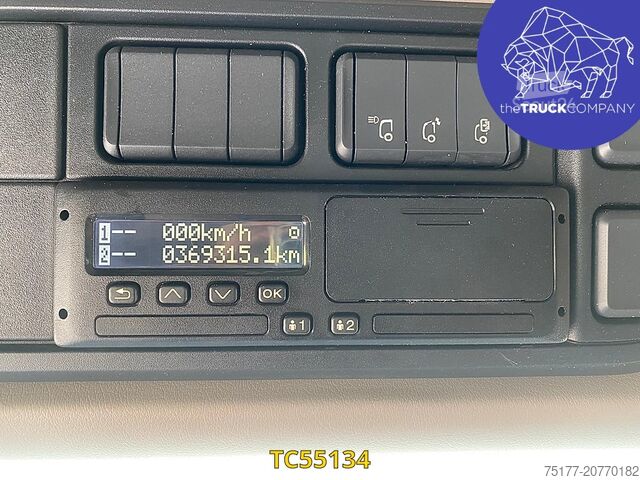 theTRUCKCOMPANY
1 -- 000km/h
2 -- 0369315.1km
OK
1 2
TC55134
75177-20770182